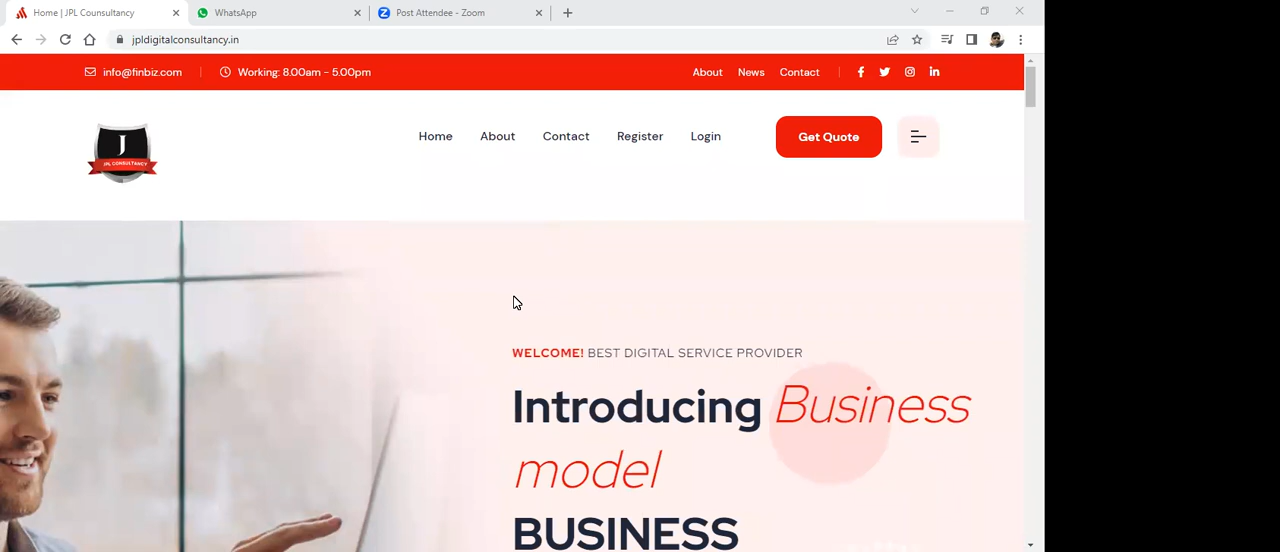 Home | JPL Counsultancy
WhatsApp
Post Attendee - Zoom
jpldigitalconsultancy.in
info@finbiz.com
Working: 8.00am - 5.00pm
About
News
Contact
J
JPL CONSULTANCY
Home
About
Contact
Register
Login
Get Quote
WELCOME! BEST DIGITAL SERVICE PROVIDER
Introducing Business
model
BUSINESS